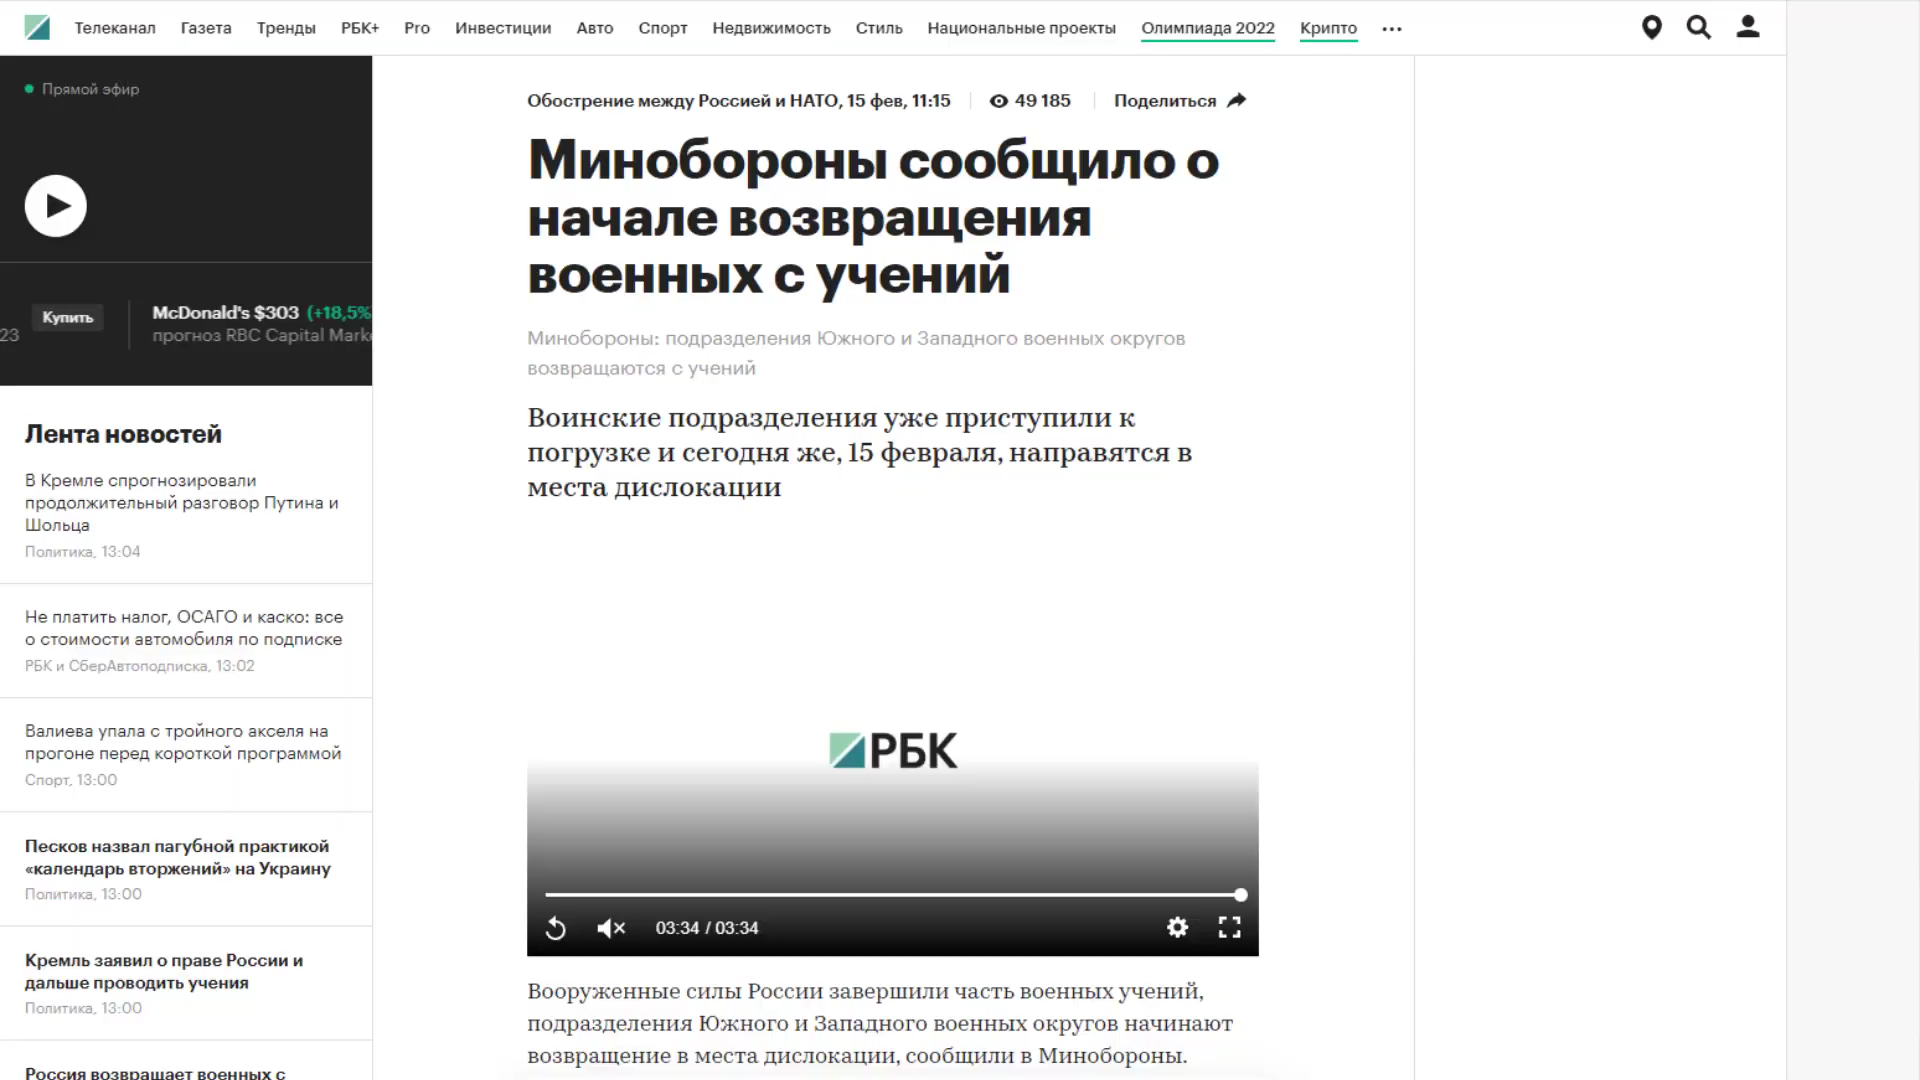 Телеканал Газета Тренды РБК+ Pro Инвестиции Авто Спорт Недвижимость Стиль Национальные проекты Олимпиада 2022 Крипто
Прямой эфир
23 Купить McDonald's $303 (+18,5%
прогноз RBC Capital Marke
Лента новостей
В Кремле спрогнозировали
продолжительный разговор Путина и
Шольца
Политика, 13:04
Не платить налог, ОСАГО и каско: все
о стоимости автомобиля по подписке
РБК и СберАвтоподписка, 13:02
Валиева упала с тройного акселя на
прогоне перед короткой программой
Спорт, 13:00
Песков назвал пагубной практикой
«календарь вторжений» на Украину
Политика, 13:00
Кремль заявил о праве России и
дальше проводить учения
Политика, 13:00
Россия возвращает военных с
Обострение между Россией и НАТО, 15 фев, 11:15 49 185 Поделиться
Минобороны сообщило о
начале возвращения
военных с учений
Минобороны: подразделения Южного и Западного военных округов
возвращаются с учений
Воинские подразделения уже приступили к
погрузке и сегодня же, 15 февраля, направятся в
места дислокации
РБК
03:34 / 03:34
Вооруженные силы России завершили часть военных учений,
подразделения Южного и Западного военных округов начинают
возвращение в места дислокации, сообщили в Минобороны.